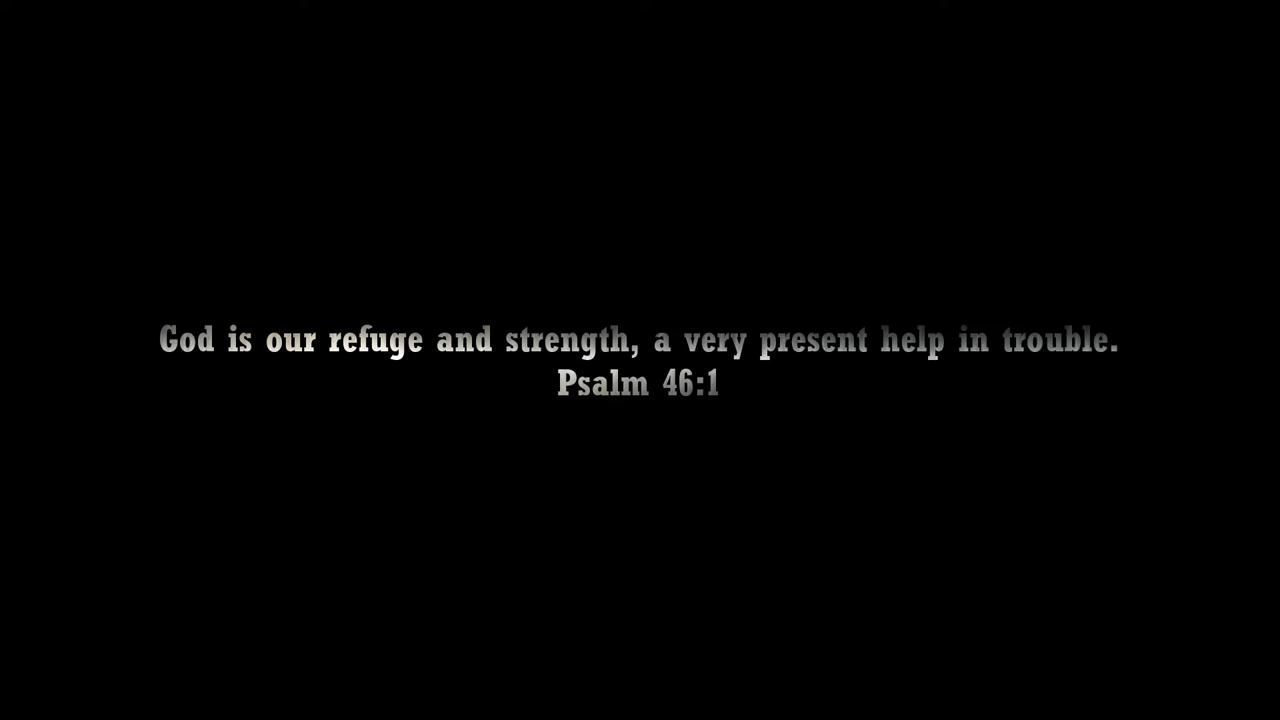 God is our refuge and strength, a very present help in trouble.
Psalm 46:1